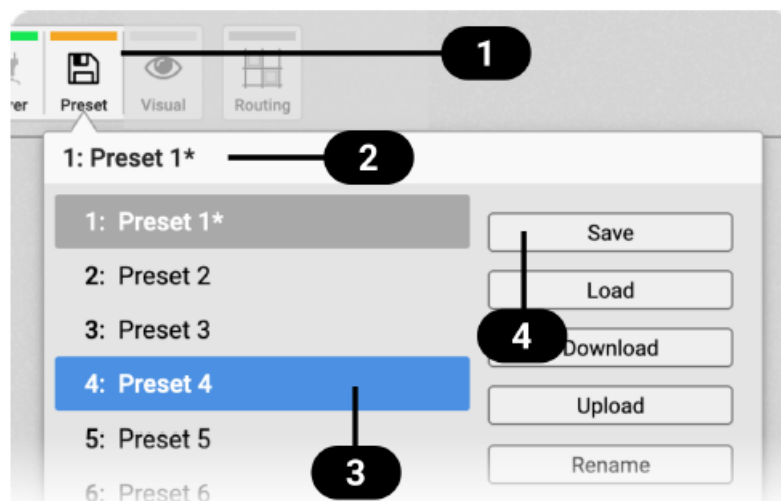 1
er Preset Visual Routing
1: Preset 1* 2
1: Preset 1* Save
2: Preset 2 Load
3: Preset 3 4 Download
4: Preset 4 Upload
5: Preset 5 3 Rename
6: Preset 6